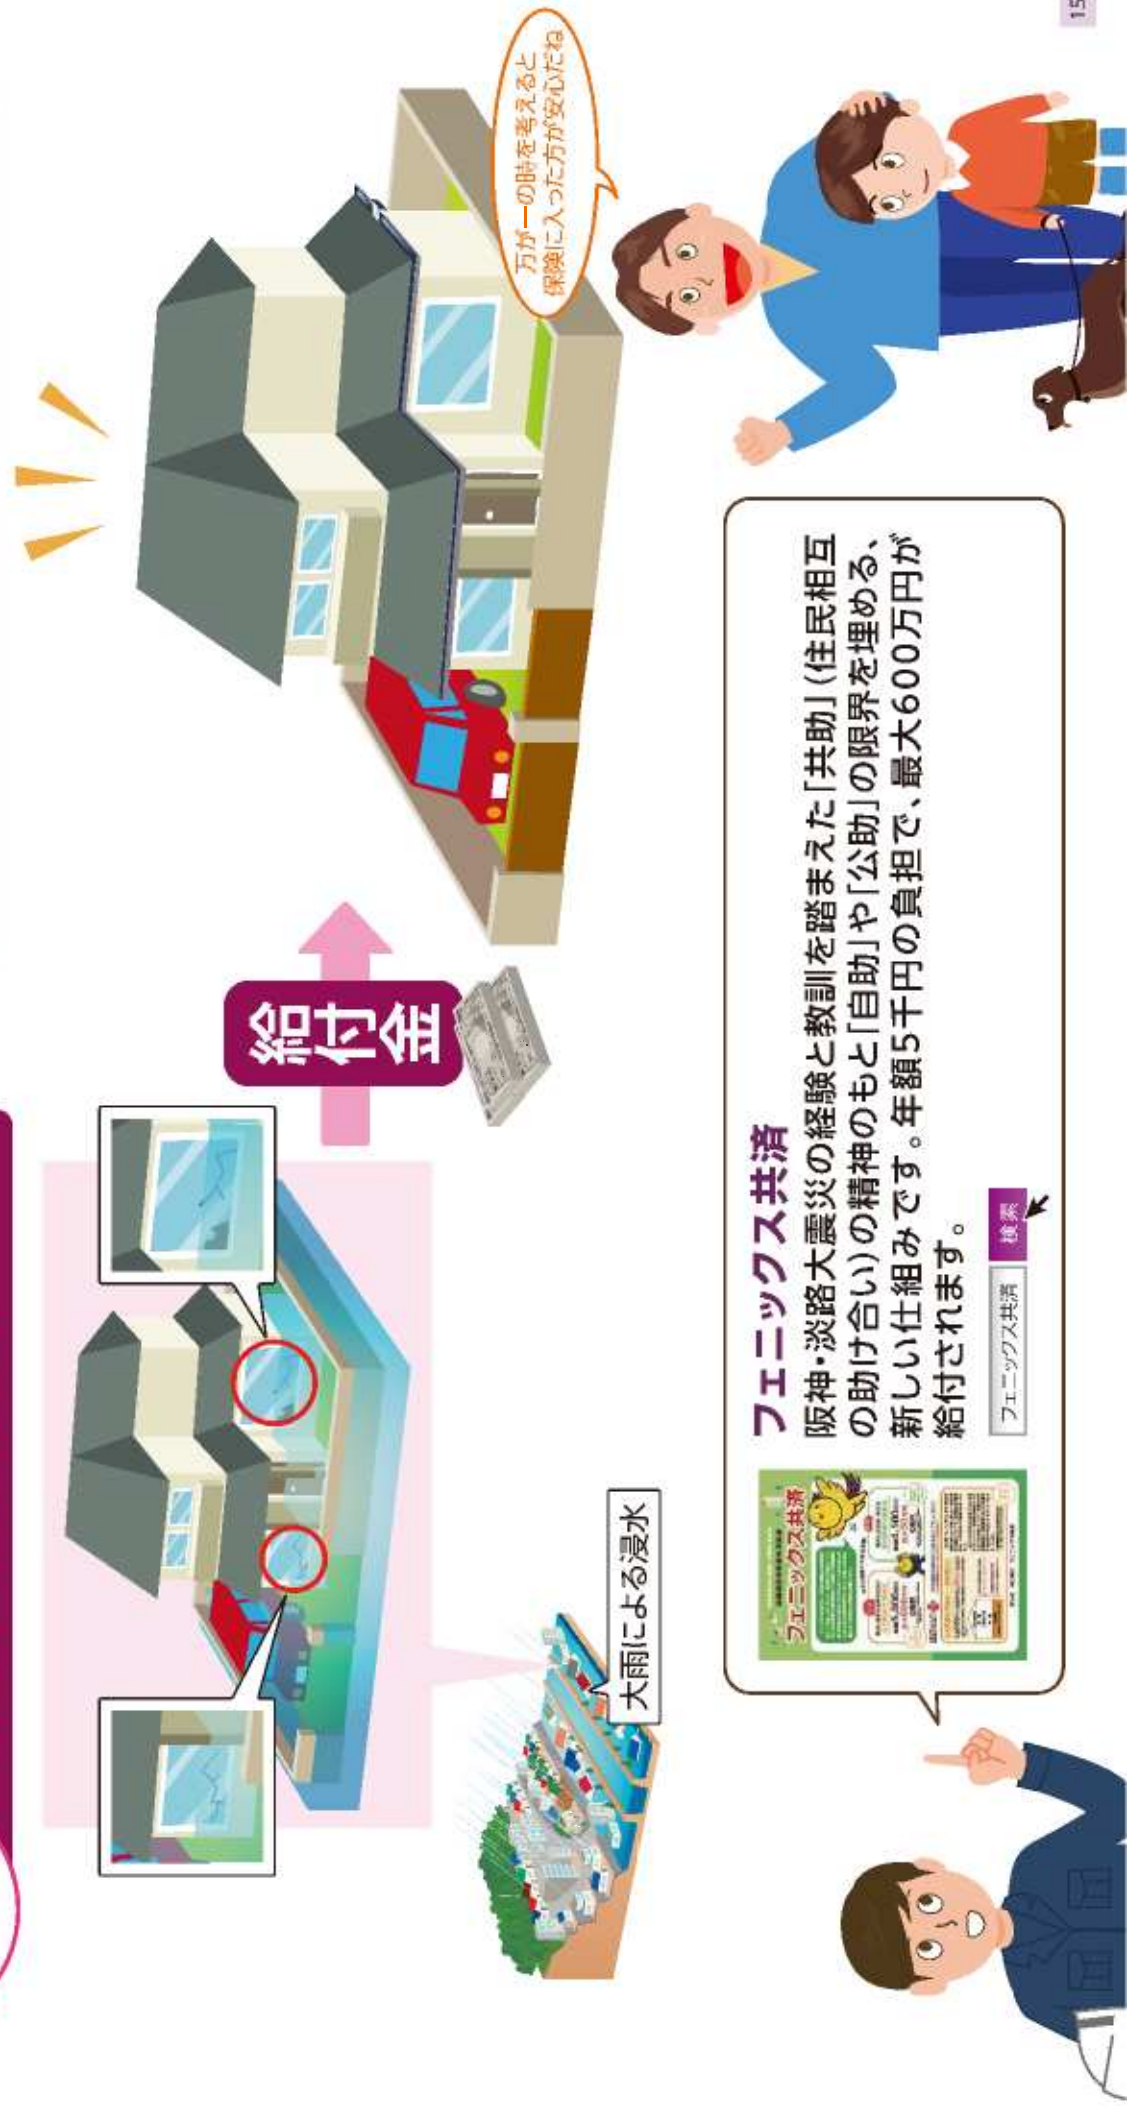 給付金
大雨による浸水
万が一の時を考えると
保険に入った方が安心だね
フェニックス共済
阪神・淡路大震災の経験と教訓を踏まえた「共助」(住民相互
の助け合い)の精神のもと「自助」や「公助」の限界を埋める、
新しい仕組みです。年額5千円の負担で、最大600万円が
給付されます。
フェニックス共済 検索
フェニックス共済
15